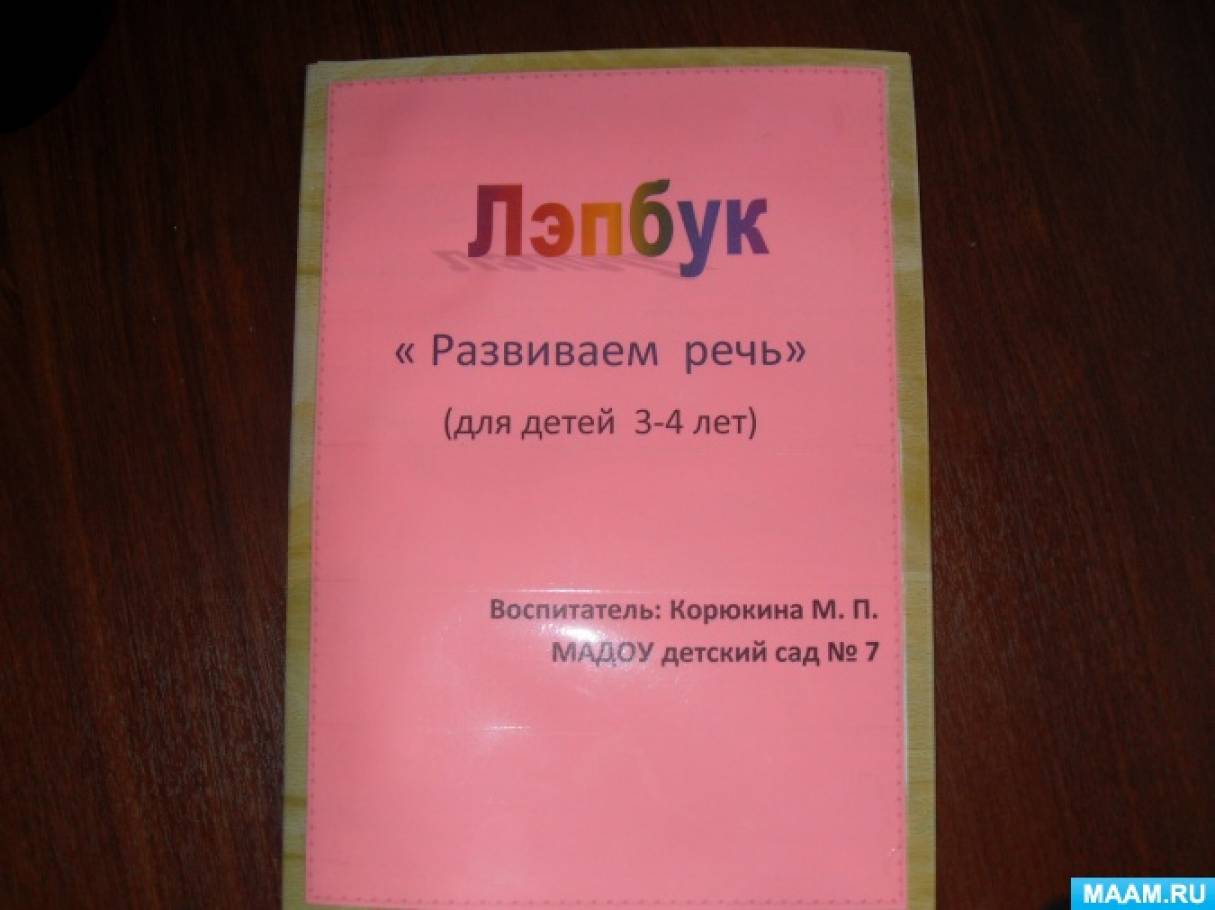 Лэпбук
« Развиваем речь»
(для детей 3-4 лет)
Воспитатель: Корюкина М. П.
МАДОУ детский сад № 7
MAAM.RU